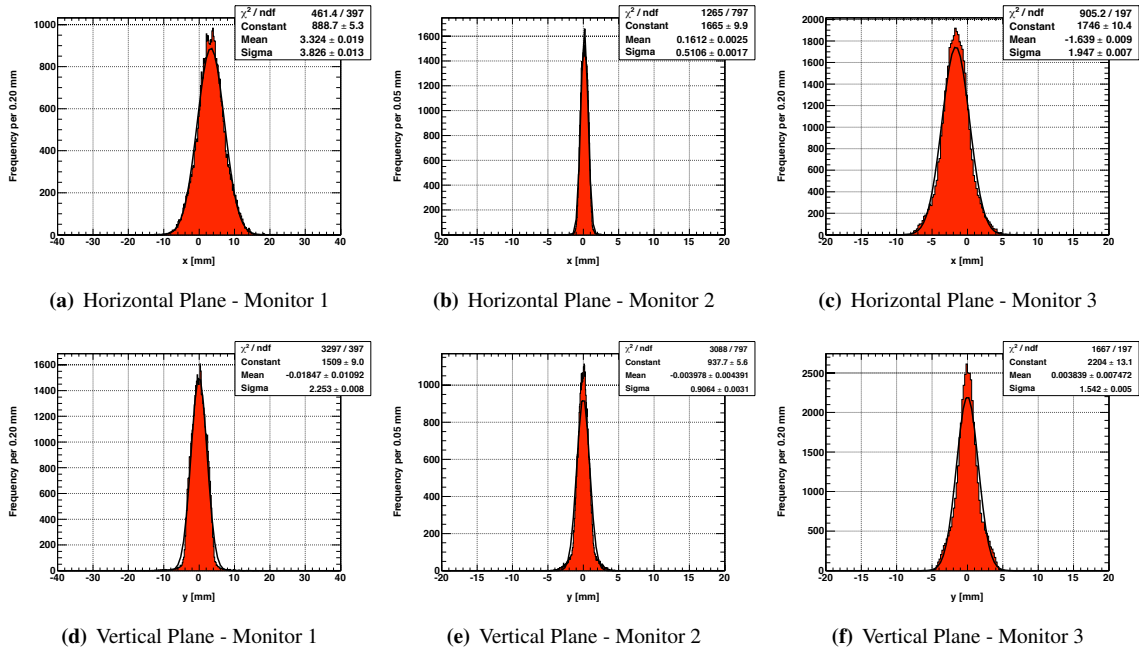 χ² / ndf 461.4 / 397
Constant 888.7 ± 5.3
Mean 3.324 ± 0.019
Sigma 3.826 ± 0.013
Frequency per 0.20 mm
1000
800
600
400
200
0
-40 -30 -20 -10 0 10 20 30 40
x [mm]
(a) Horizontal Plane - Monitor 1
χ² / ndf 1265 / 797
Constant 1665 ± 9.9
Mean 0.1612 ± 0.0025
Sigma 0.5106 ± 0.0017
Frequency per 0.05 mm
1600
1400
1200
1000
800
600
400
200
0
-20 -15 -10 -5 0 5 10 15 20
x [mm]
(b) Horizontal Plane - Monitor 2
χ² / ndf 905.2 / 197
Constant 1746 ± 10.4
Mean -1.639 ± 0.009
Sigma 1.947 ± 0.007
Frequency per 0.20 mm
2000
1800
1600
1400
1200
1000
800
600
400
200
0
-20 -15 -10 -5 0 5 10 15 20
x [mm]
(c) Horizontal Plane - Monitor 3
χ² / ndf 3297 / 397
Constant 1509 ± 9.0
Mean -0.01847 ± 0.01092
Sigma 2.253 ± 0.008
Frequency per 0.20 mm
1600
1400
1200
1000
800
600
400
200
0
-40 -30 -20 -10 0 10 20 30 40
y [mm]
(d) Vertical Plane - Monitor 1
χ² / ndf 3088 / 797
Constant 937.7 ± 5.6
Mean -0.003978 ± 0.004391
Sigma 0.9064 ± 0.0031
Frequency per 0.05 mm
1000
800
600
400
200
0
-20 -15 -10 -5 0 5 10 15 20
y [mm]
(e) Vertical Plane - Monitor 2
χ² / ndf 1667 / 197
Constant 2204 ± 13.1
Mean 0.003839 ± 0.007472
Sigma 1.542 ± 0.005
Frequency per 0.20 mm
2500
2000
1500
1000
500
0
-20 -15 -10 -5 0 5 10 15 20
y [mm]
(f) Vertical Plane - Monitor 3